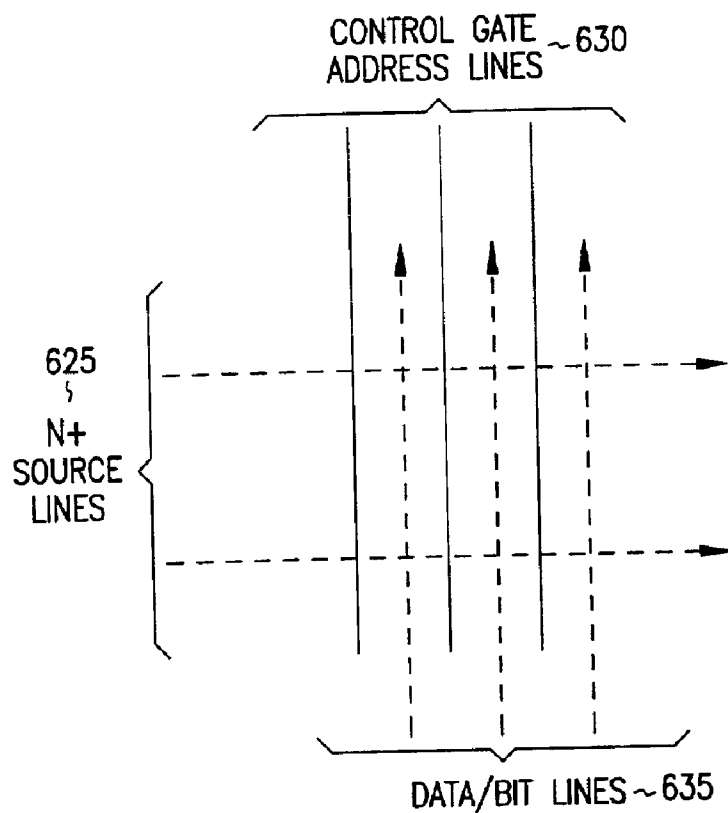 CONTROL GATE
ADDRESS LINES ~630
625
N+
SOURCE
LINES
DATA/BIT LINES ~635